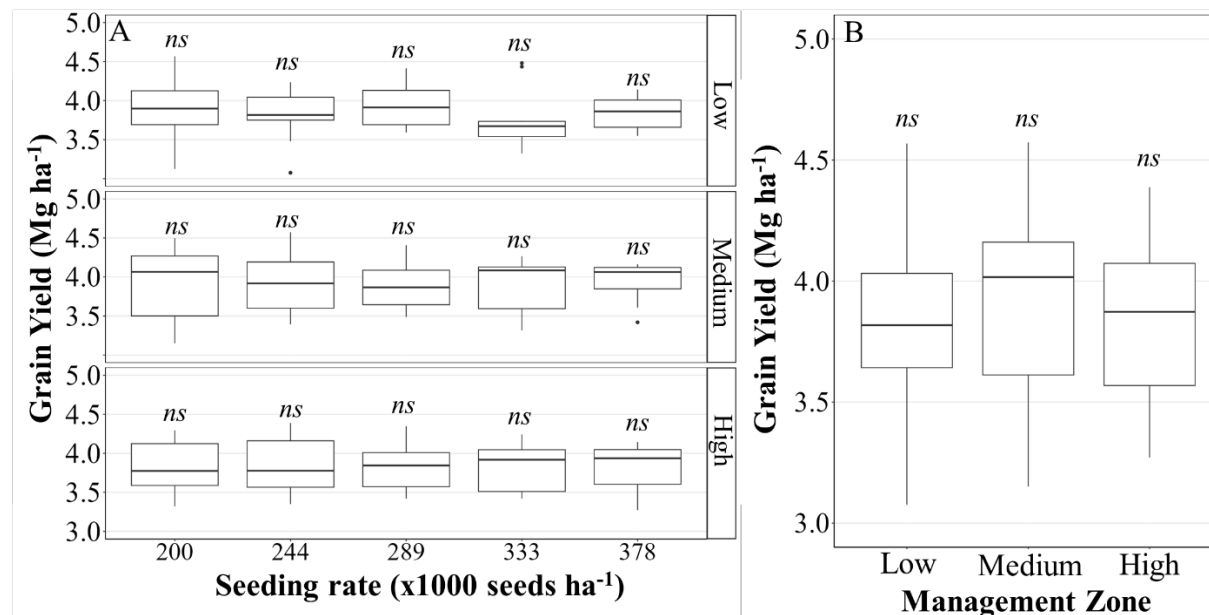 A
Grain Yield (Mg ha⁻¹)
5.0
4.5
4.0
3.5
ns ns ns ns ns
Low
5.0
4.5
4.0
3.5
ns ns ns ns ns
Medium
5.0
4.5
4.0
3.5
3.0
ns ns ns ns ns
High
200 244 289 333 378
Seeding rate (x1000 seeds ha⁻¹)
B
Grain Yield (Mg ha⁻¹)
5.0
4.5
4.0
3.5
3.0
ns ns ns
Low Medium High
Management Zone